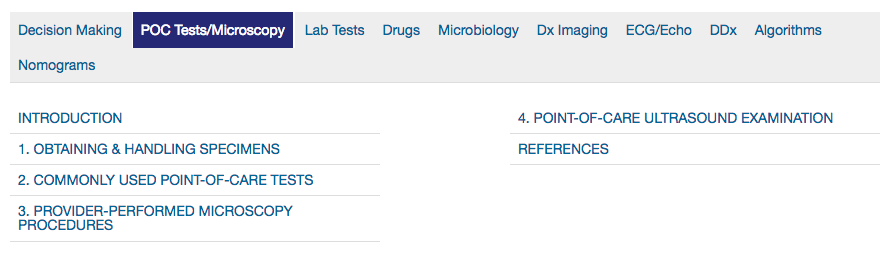 Decision Making POC Tests/Microscopy Lab Tests Drugs Microbiology Dx Imaging ECG/Echo DDx Algorithms
Nomograms
INTRODUCTION
1. OBTAINING & HANDLING SPECIMENS
2. COMMONLY USED POINT-OF-CARE TESTS
3. PROVIDER-PERFORMED MICROSCOPY
PROCEDURES
4. POINT-OF-CARE ULTRASOUND EXAMINATION
REFERENCES